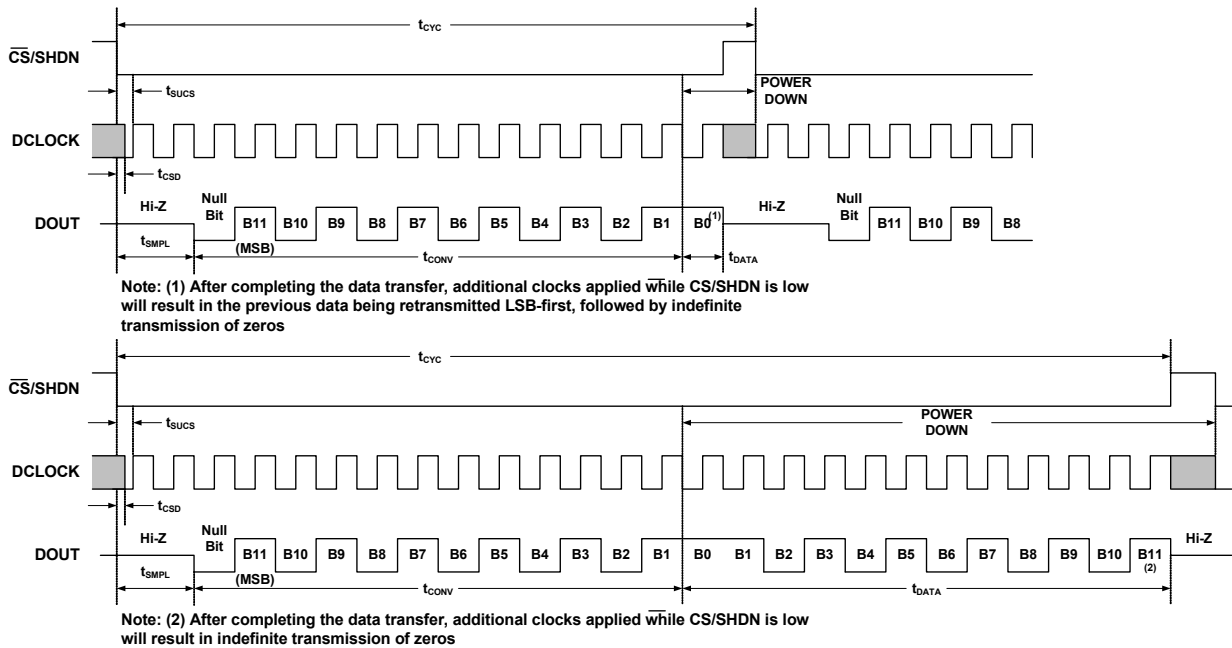 tCYC
CS/SHDN
POWER
DOWN
tSUCS
DCLOCK
tCSD
Hi-Z
Null
Bit
DOUT
B11 B10 B9 B8 B7 B6 B5 B4 B3 B2 B1 B0 (1)
Hi-Z
Null
Bit
B11 B10 B9 B8
tSMPL
(MSB)
tCONV
tDATA
Note: (1) After completing the data transfer, additional clocks applied while CS/SHDN is low
will result in the previous data being retransmitted LSB-first, followed by indefinite
transmission of zeros
tCYC
CS/SHDN
POWER
DOWN
tSUCS
DCLOCK
tCSD
Hi-Z
Null
Bit
DOUT
B11 B10 B9 B8 B7 B6 B5 B4 B3 B2 B1 B0 B1 B2 B3 B4 B5 B6 B7 B8 B9 B10 B11
(2)
Hi-Z
tSMPL
(MSB)
tCONV
tDATA
Note: (2) After completing the data transfer, additional clocks applied while CS/SHDN is low
will result in indefinite transmission of zeros